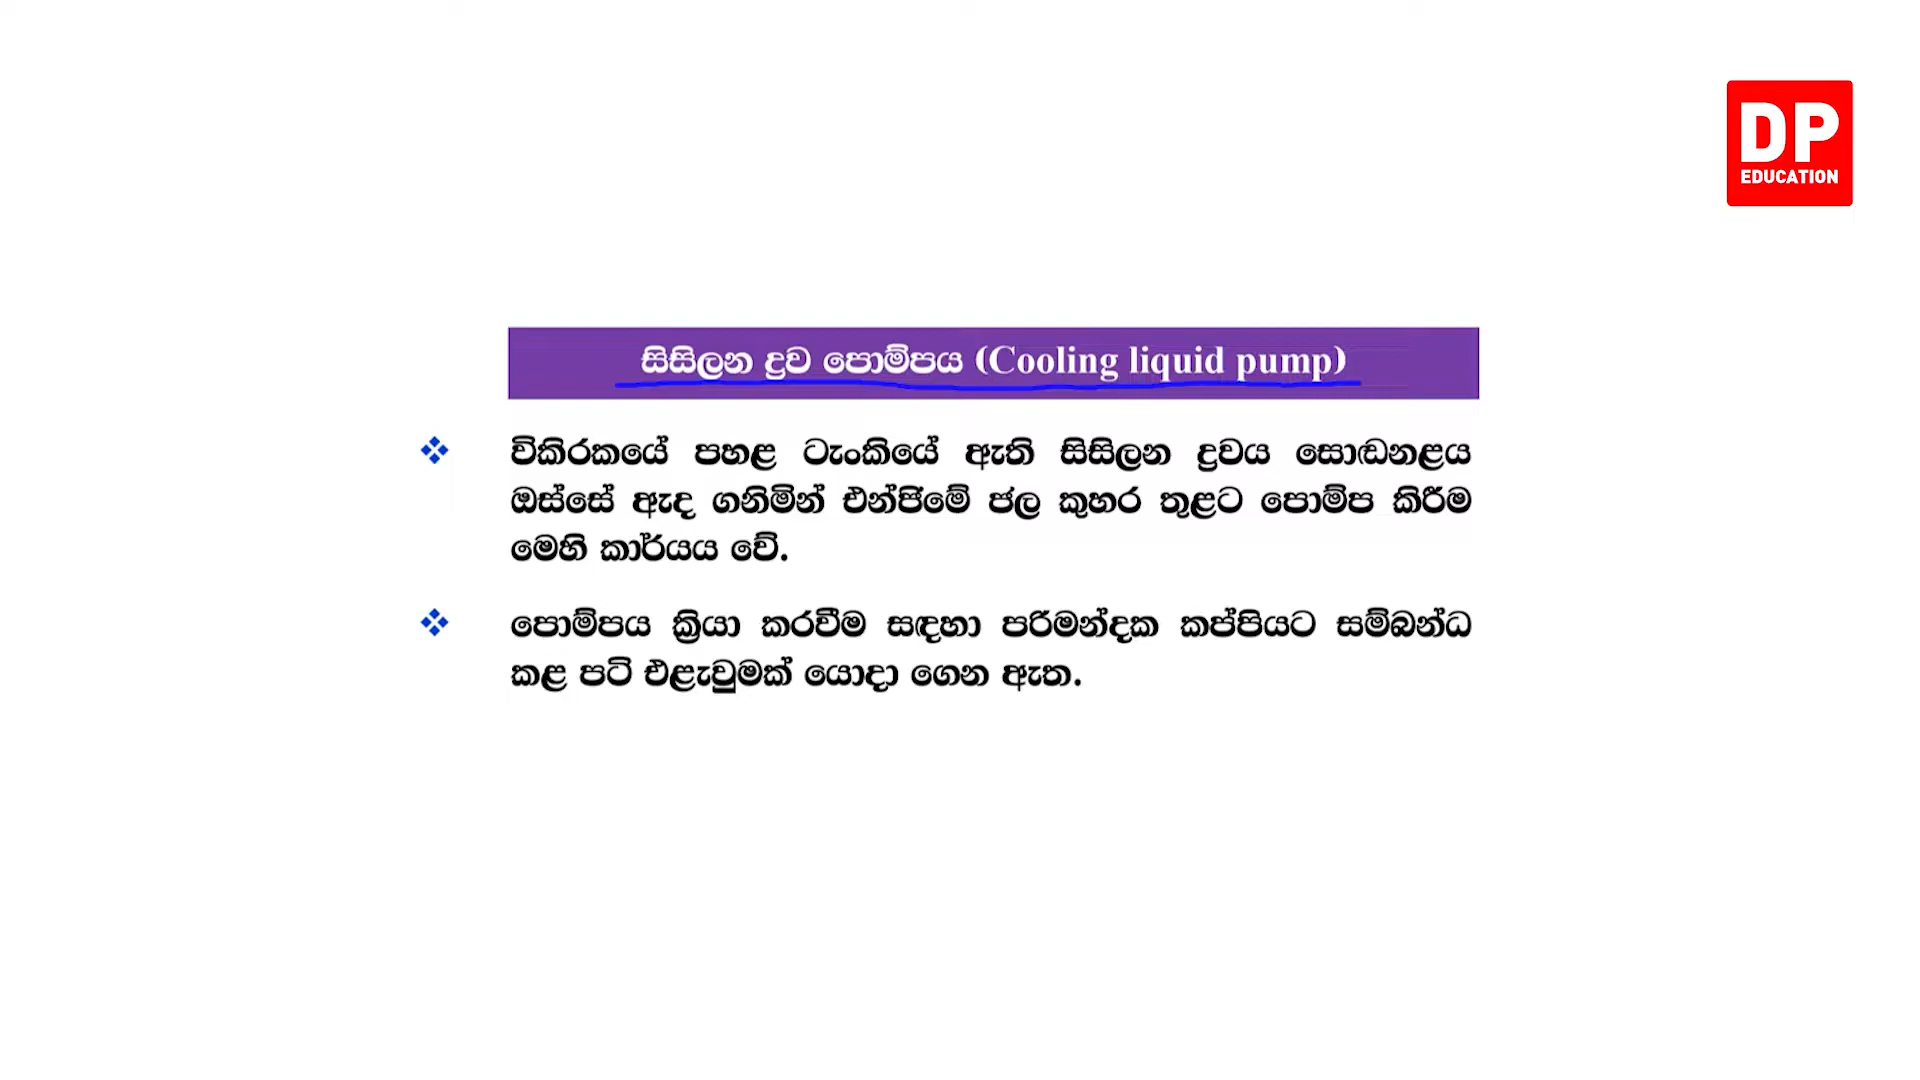 DP
EDUCATION
සිසිලන ද්‍රව පොම්පය (Cooling liquid pump)
විකිරකයේ පහළ ටැංකියේ ඇති සිසිලන ද්‍රවය සොඬනළය
ඔස්සේ ඇද ගනිමින් එන්ජිමේ ජල කුහර තුළට පොම්ප කිරීම
මෙහි කාර්යය වේ.
පොම්පය ක්‍රියා කරවීම සඳහා පරිමන්දක කප්පියට සම්බන්ධ
කළ පටි එළැවුමක් යොදා ගෙන ඇත.